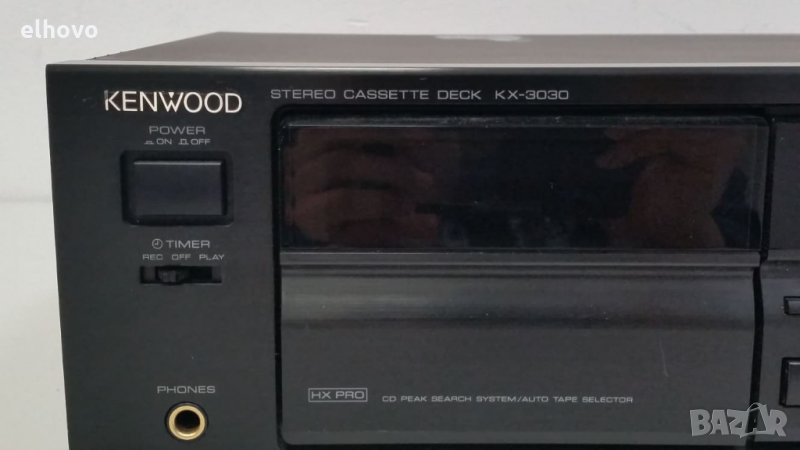 elhovo
KENWOOD
STEREO CASSETTE DECK KX-3030
POWER
ON OFF
TIMER
REC OFF PLAY
PHONES
HX PRO
CD PEAK SEARCH SYSTEM/AUTO TAPE SELECTOR
BAZAR